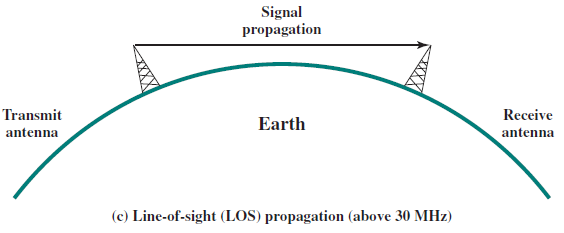 Signal
propagation
Transmit
antenna
Earth
Receive
antenna
(c) Line-of-sight (LOS) propagation (above 30 MHz)